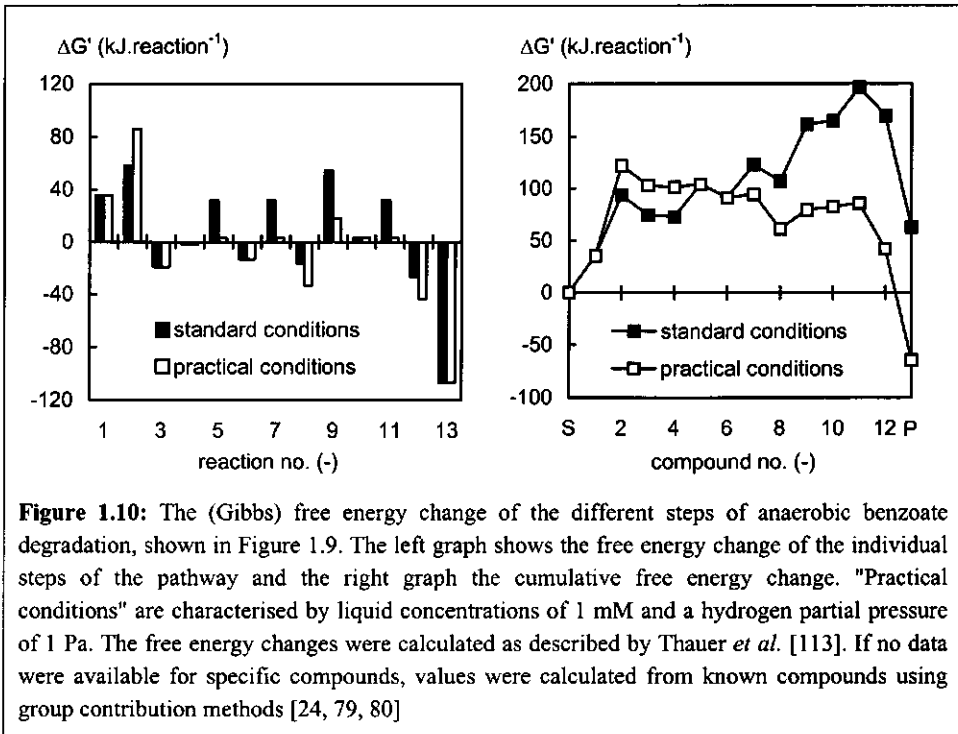 ΔG' (kJ.reaction⁻¹)
120
80
40
0
-40
-80
-120
standard conditions
practical conditions
1 3 5 7 9 11 13
reaction no. (-)
ΔG' (kJ.reaction⁻¹)
200
150
100
50
0
-50
-100
standard conditions
practical conditions
S 2 4 6 8 10 12 P
compound no. (-)
Figure 1.10: The (Gibbs) free energy change of the different steps of anaerobic benzoate
degradation, shown in Figure 1.9. The left graph shows the free energy change of the individual
steps of the pathway and the right graph the cumulative free energy change. "Practical
conditions" are characterised by liquid concentrations of 1 mM and a hydrogen partial pressure
of 1 Pa. The free energy changes were calculated as described by Thauer et al. [113]. If no data
were available for specific compounds, values were calculated from known compounds using
group contribution methods [24, 79, 80]